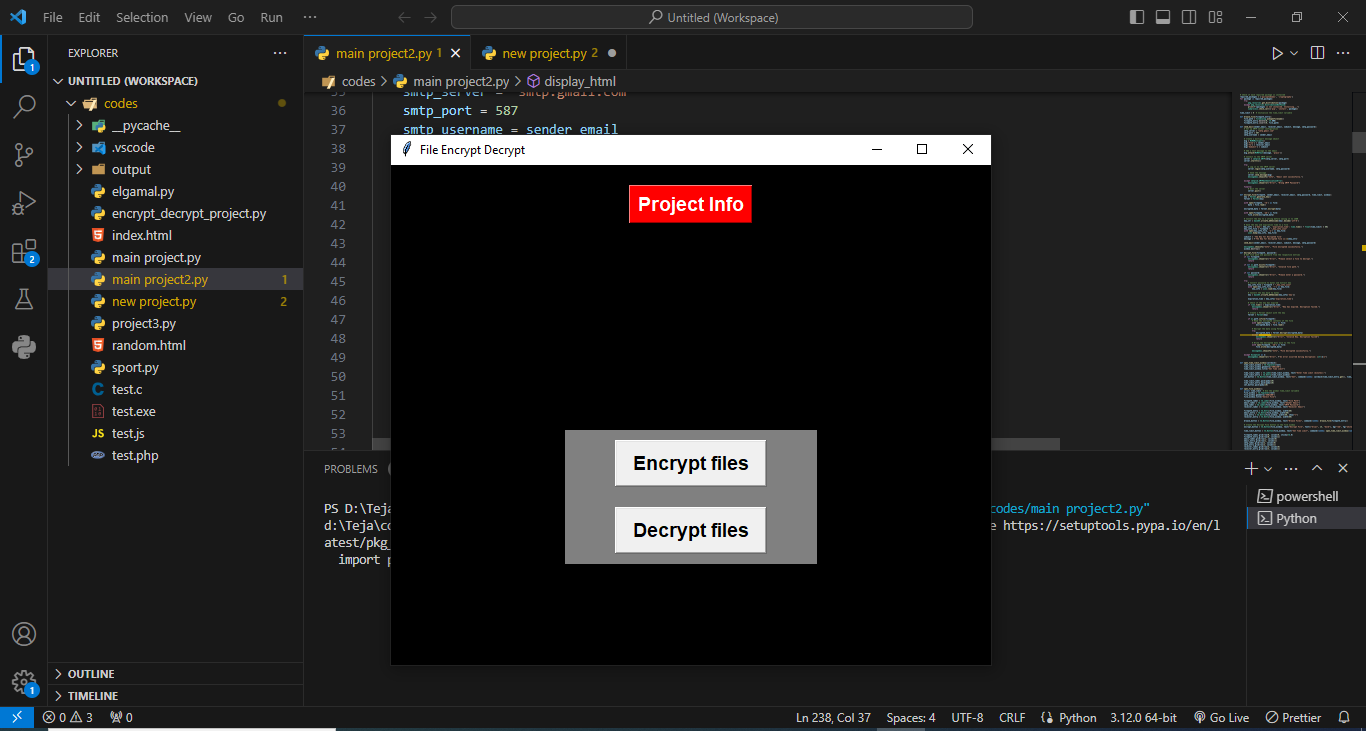 File Edit Selection View Go Run ···
Untitled (Workspace)
EXPLORER
UNTITLED (WORKSPACE)
codes
__pycache__
.vscode
output
elgamal.py
encrypt_decrypt_project.py
index.html
main project.py
main project2.py 1
new project.py 2
project3.py
random.html
sport.py
test.c
test.exe
test.js
test.php
OUTLINE
TIMELINE
main project2.py 1
new project.py 2
codes > main project2.py > display_html
35 smtp_server = "smtp.gmail.com"
36 smtp_port = 587
37 smtp_username = sender_email
38
39
40
41
42
43
44
45
46
47
48
49
50
51
52
53
File Encrypt Decrypt
Project Info
Encrypt files
Decrypt files
PROBLEMS
PS D:\Teja
codes/main project2.py"
d:\Teja\co
e https://setuptools.pypa.io/en/l
atest/pkg_
import p
powershell
Python
0 3 0
Ln 238, Col 37 Spaces: 4 UTF-8 CRLF Python 3.12.0 64-bit Go Live Prettier